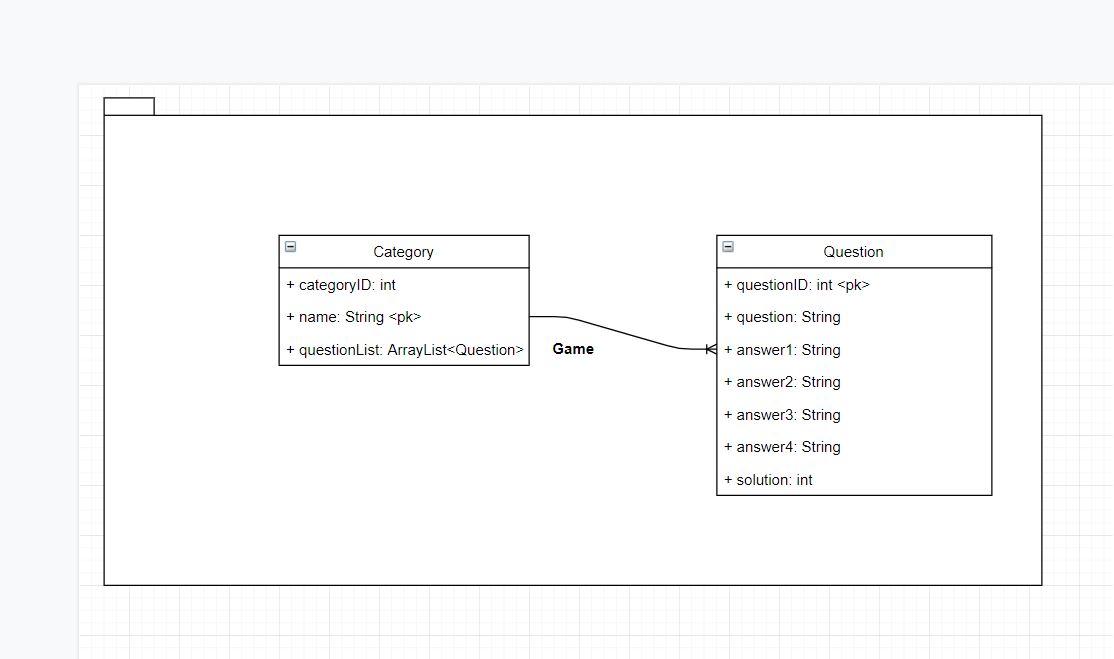 Category
+ categoryID: int
+ name: String <pk>
+ questionList: ArrayList<Question>
Game
Question
+ questionID: int <pk>
+ question: String
+ answer1: String
+ answer2: String
+ answer3: String
+ answer4: String
+ solution: int